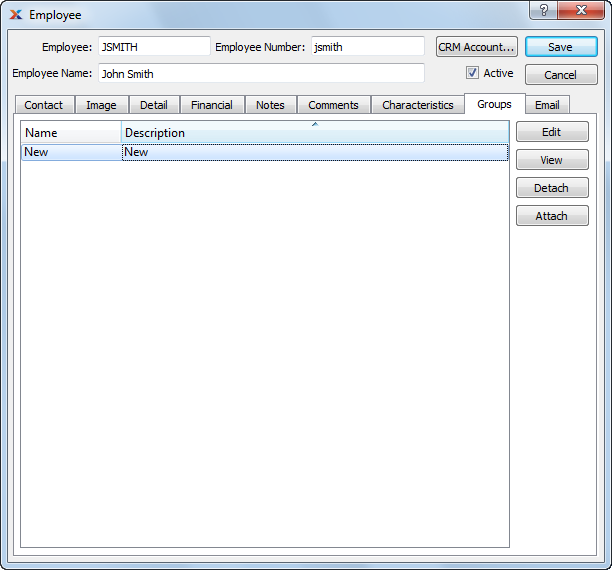 Employee
?
Employee: JSMITH Employee Number: jsmith CRM Account... Save
Employee Name: John Smith Active Cancel
Contact Image Detail Financial Notes Comments Characteristics Groups Email
Name Description Edit
New New
View
Detach
Attach